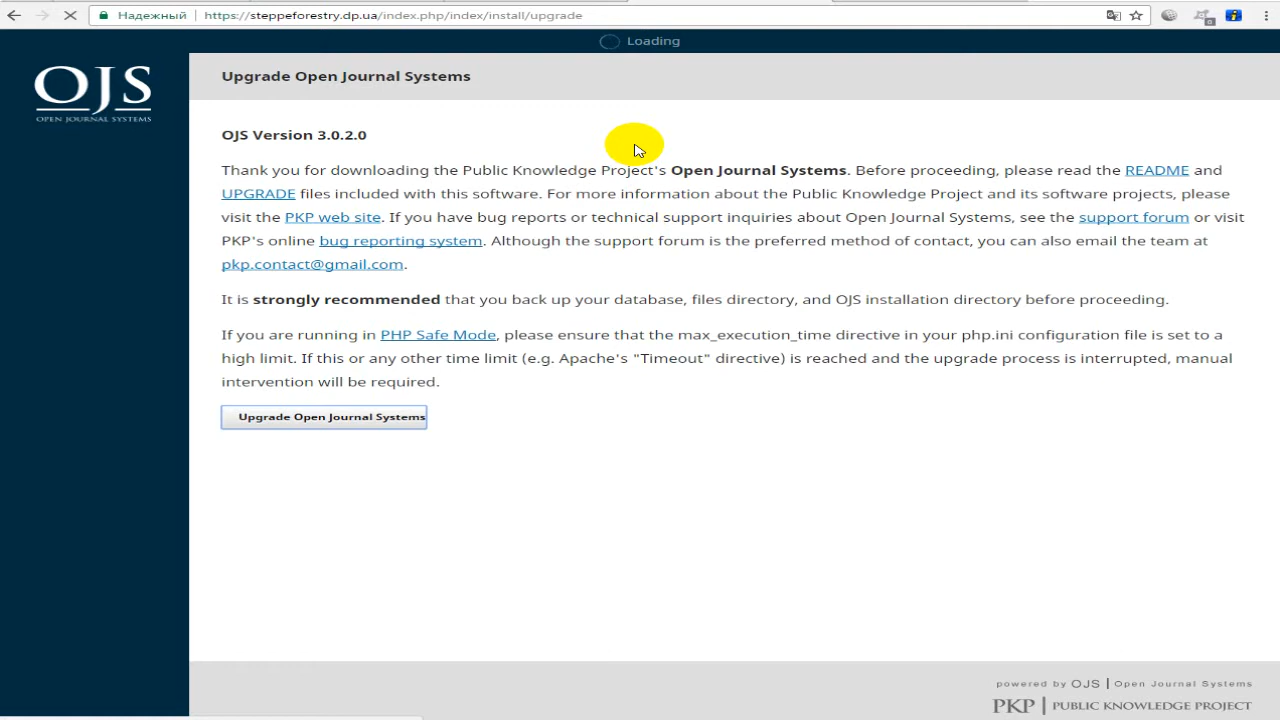 Надежный https://steppeforestry.dp.ua/index.php/index/install/upgrade
Loading
OJS
OPEN JOURNAL SYSTEMS
Upgrade Open Journal Systems
OJS Version 3.0.2.0
Thank you for downloading the Public Knowledge Project's Open Journal Systems. Before proceeding, please read the README and
UPGRADE files included with this software. For more information about the Public Knowledge Project and its software projects, please
visit the PKP web site. If you have bug reports or technical support inquiries about Open Journal Systems, see the support forum or visit
PKP's online bug reporting system. Although the support forum is the preferred method of contact, you can also email the team at
pkp.contact@gmail.com.
It is strongly recommended that you back up your database, files directory, and OJS installation directory before proceeding.
If you are running in PHP Safe Mode, please ensure that the max_execution_time directive in your php.ini configuration file is set to a
high limit. If this or any other time limit (e.g. Apache's "Timeout" directive) is reached and the upgrade process is interrupted, manual
intervention will be required.
Upgrade Open Journal Systems
powered by OJS | Open Journal Systems
PKP | PUBLIC KNOWLEDGE PROJECT